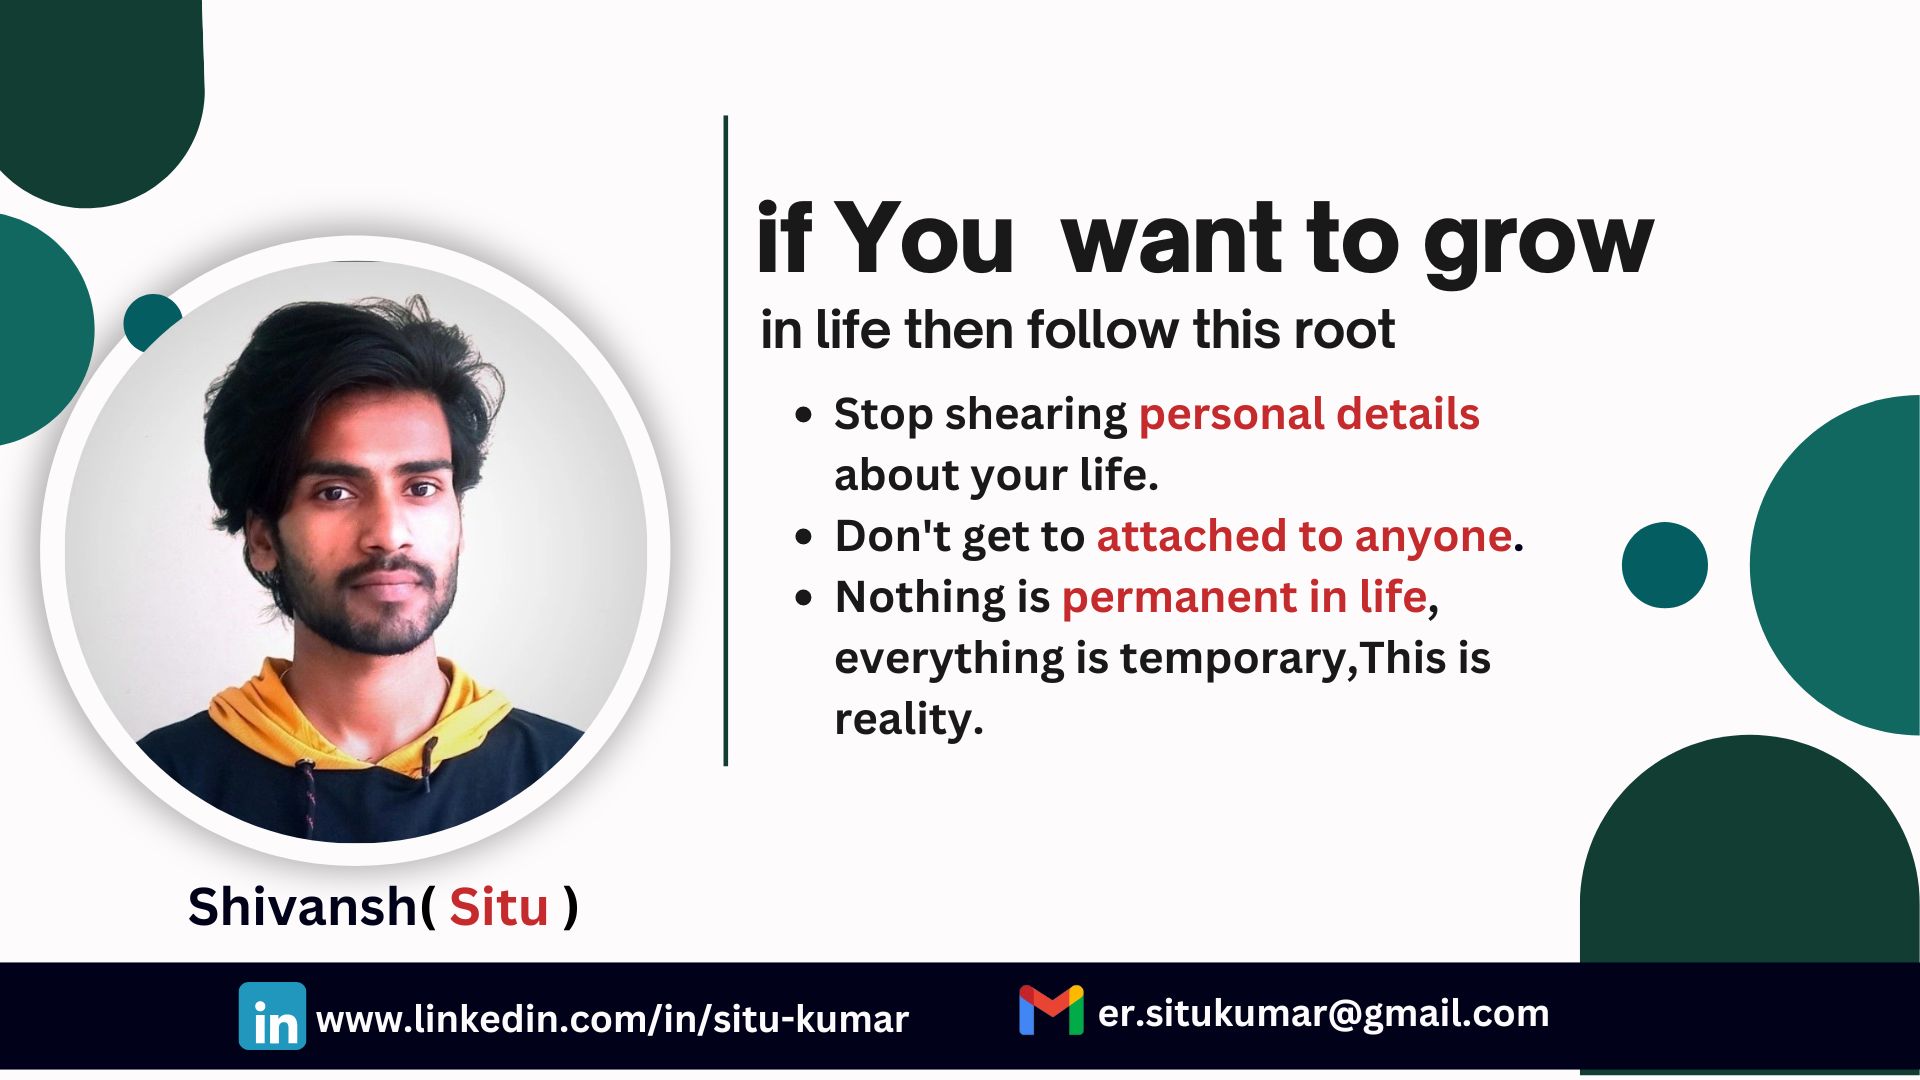 if You want to grow
in life then follow this root
Stop shearing personal details
about your life.
Don't get to attached to anyone.
Nothing is permanent in life,
everything is temporary,This is
reality.
Shivansh( Situ )
in www.linkedin.com/in/situ-kumar
er.situkumar@gmail.com